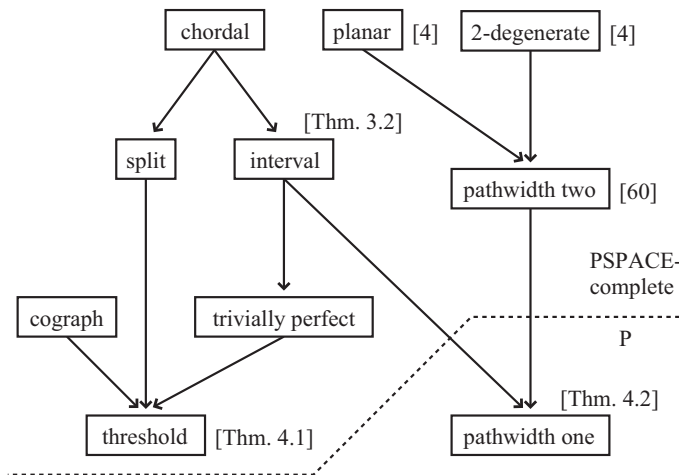 chordal
planar [4]
2-degenerate [4]
[Thm. 3.2]
split
interval
pathwidth two [60]
PSPACE-
complete
cograph
trivially perfect
P
[Thm. 4.2]
threshold [Thm. 4.1]
pathwidth one